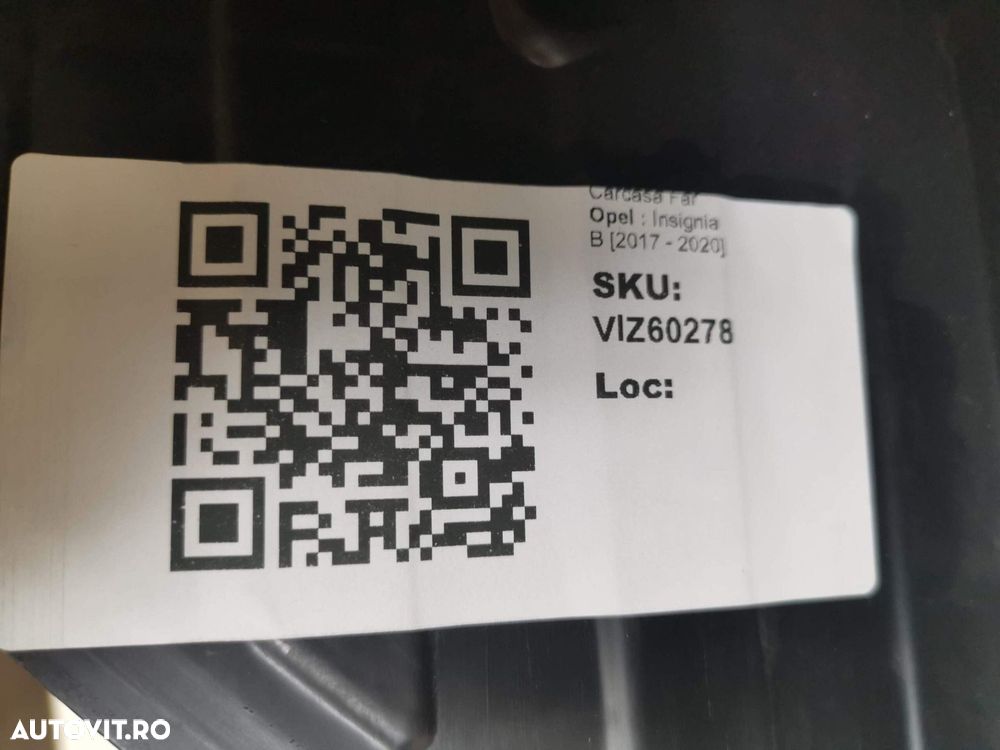 Carcasa Far
Opel : Insignia
B [2017 - 2020]
SKU:
VIZ60278
Loc:
AUTOVIT.RO